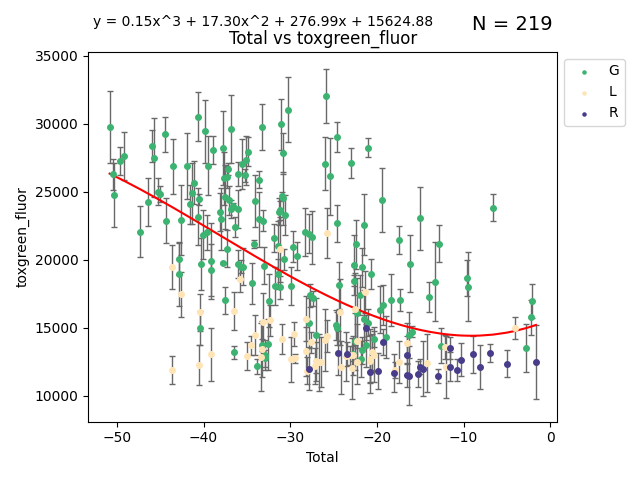 y = 0.15x^3 + 17.30x^2 + 276.99x + 15624.88
N = 219
Total vs toxgreen_fluor
35000
30000
25000
20000
15000
10000
toxgreen_fluor
−50
−40
−30
−20
−10
0
Total
G
L
R